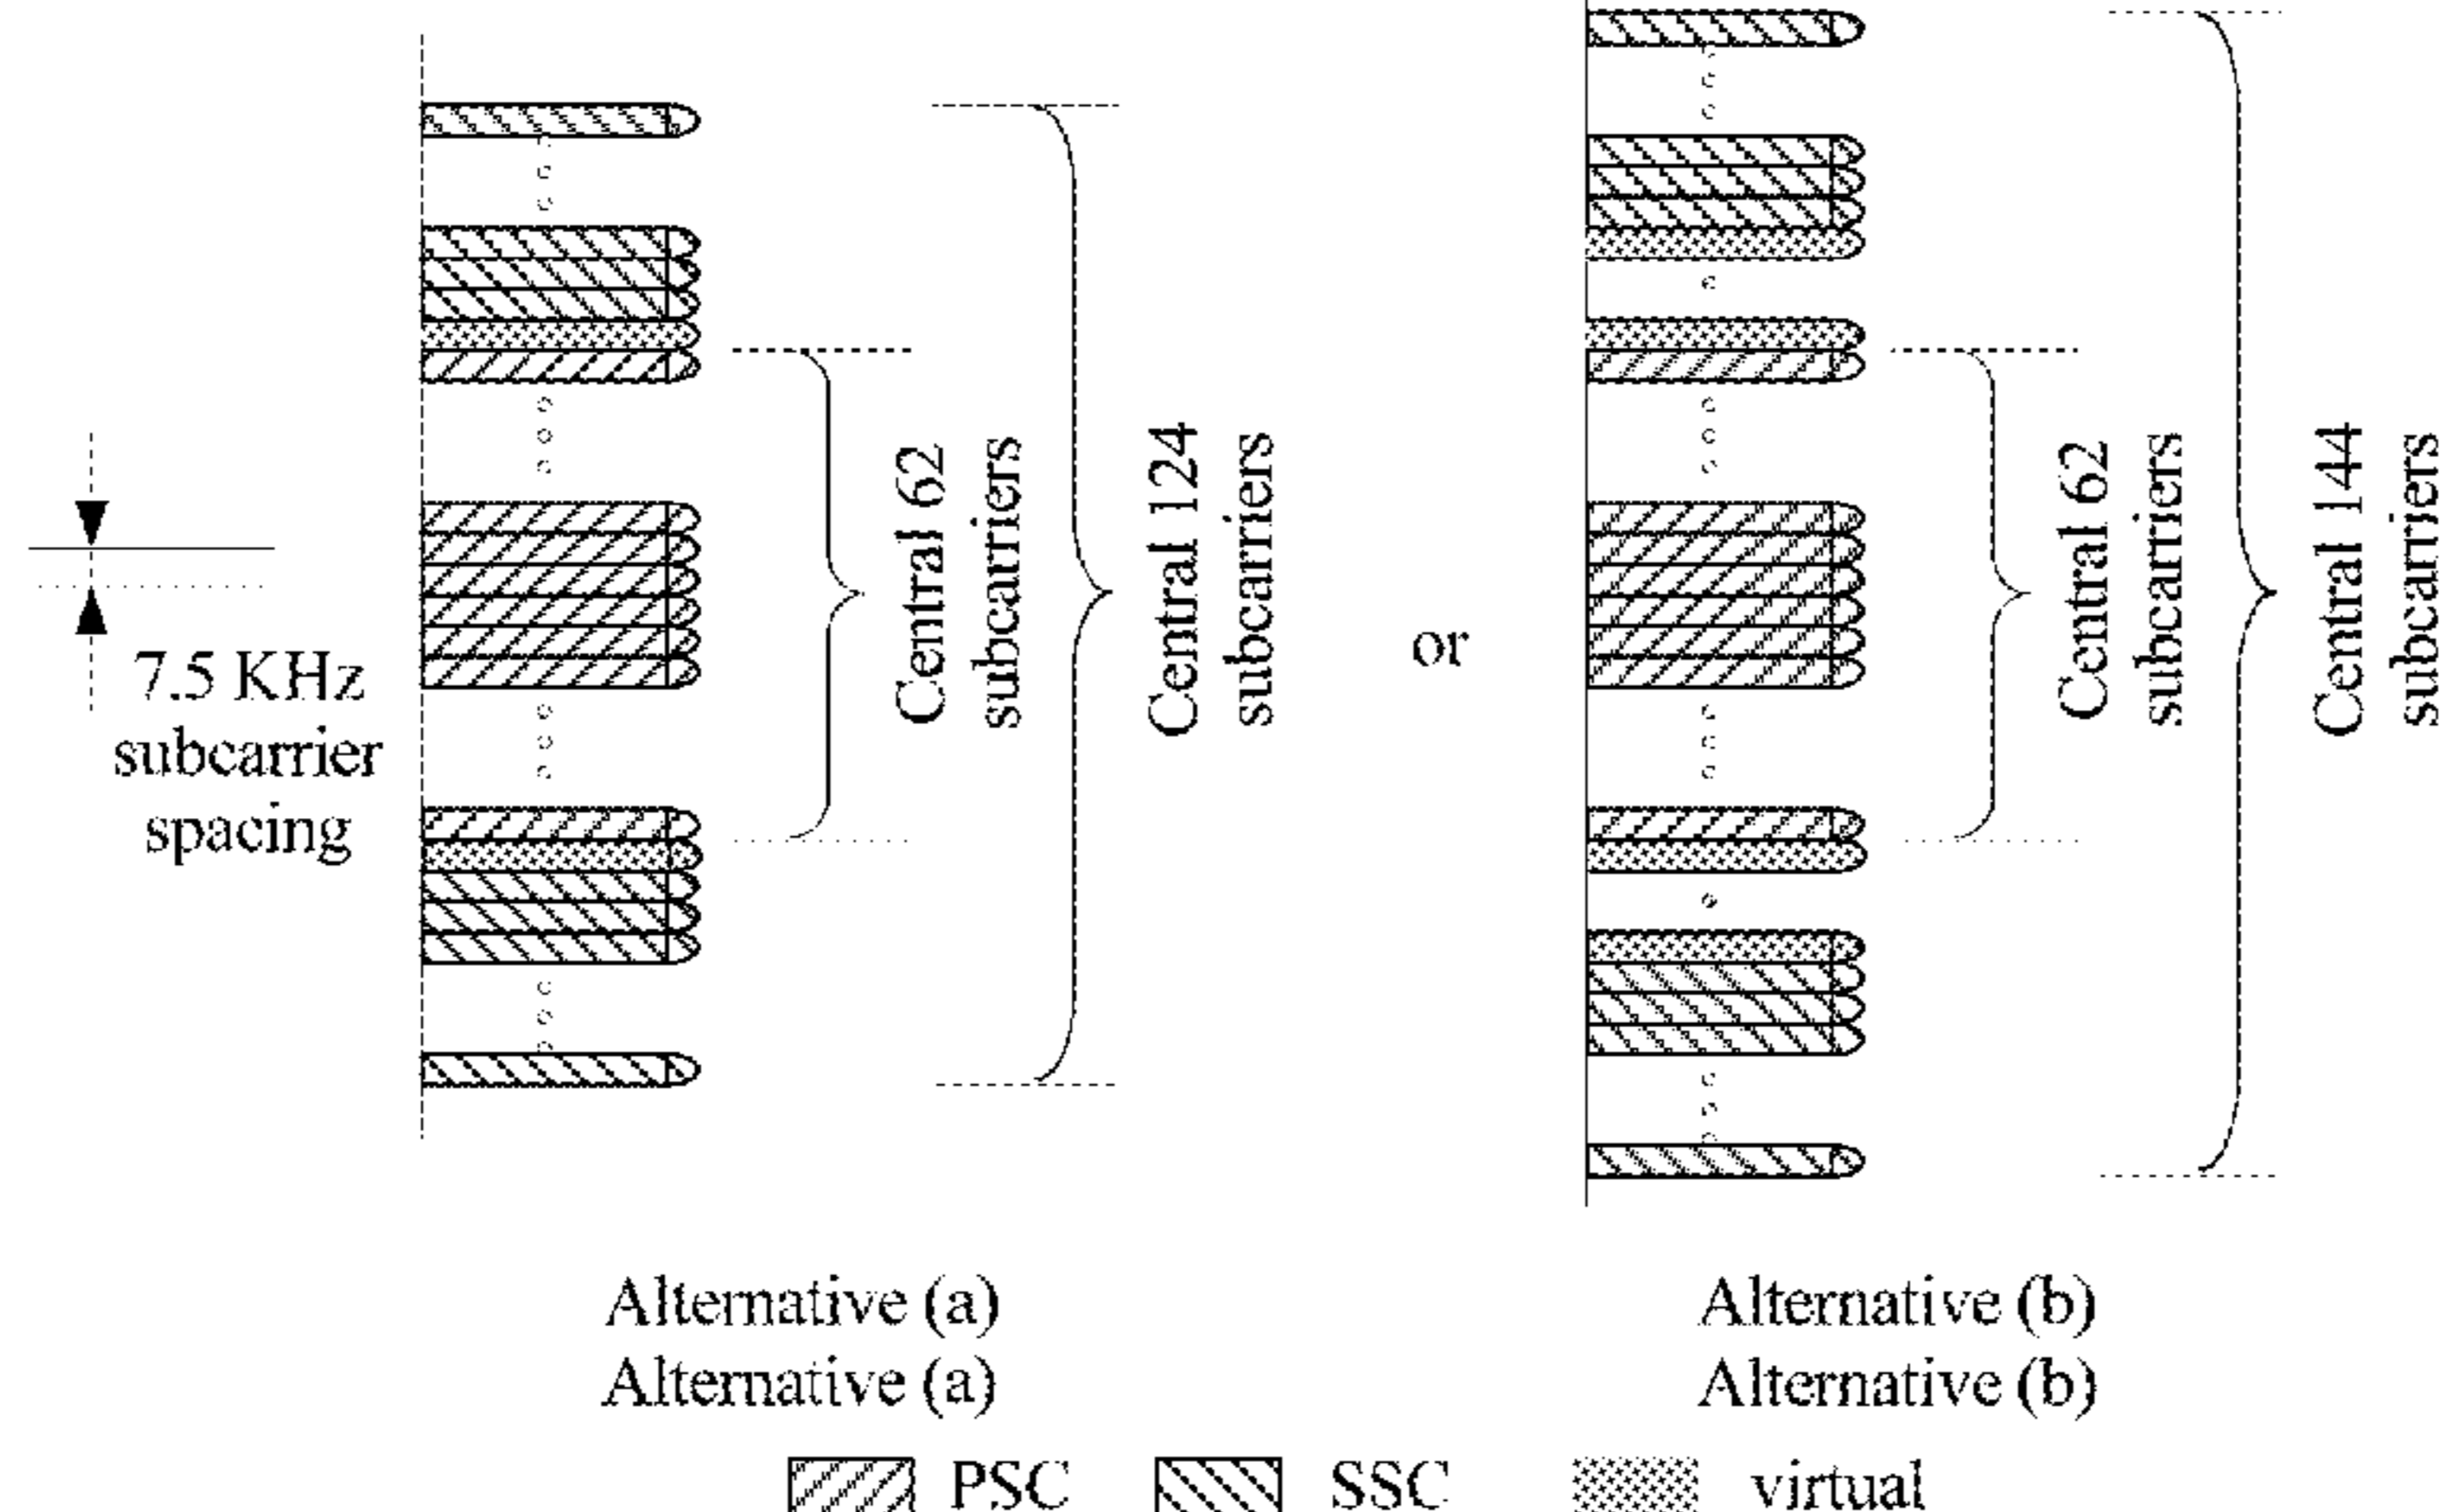 7.5 KHz
subcarrier
spacing
Central 62
subcarriers
Central 124
subcarriers
or
Central 62
subcarriers
Central 144
subcarriers
Alternative (a)
Alternative (a)
Alternative (b)
Alternative (b)
PSC
SSC
virtual